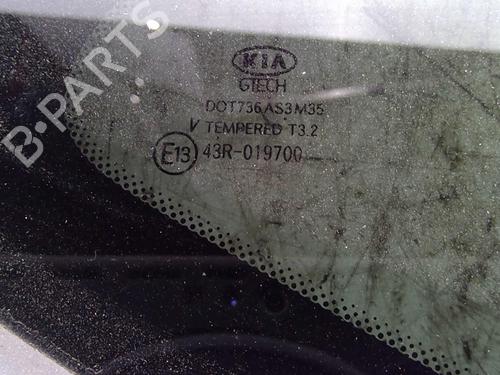 B-PARTS
KIA
GTECH
DOT736 AS3 M35
V TEMPERED T3.2
E13 43R-019700